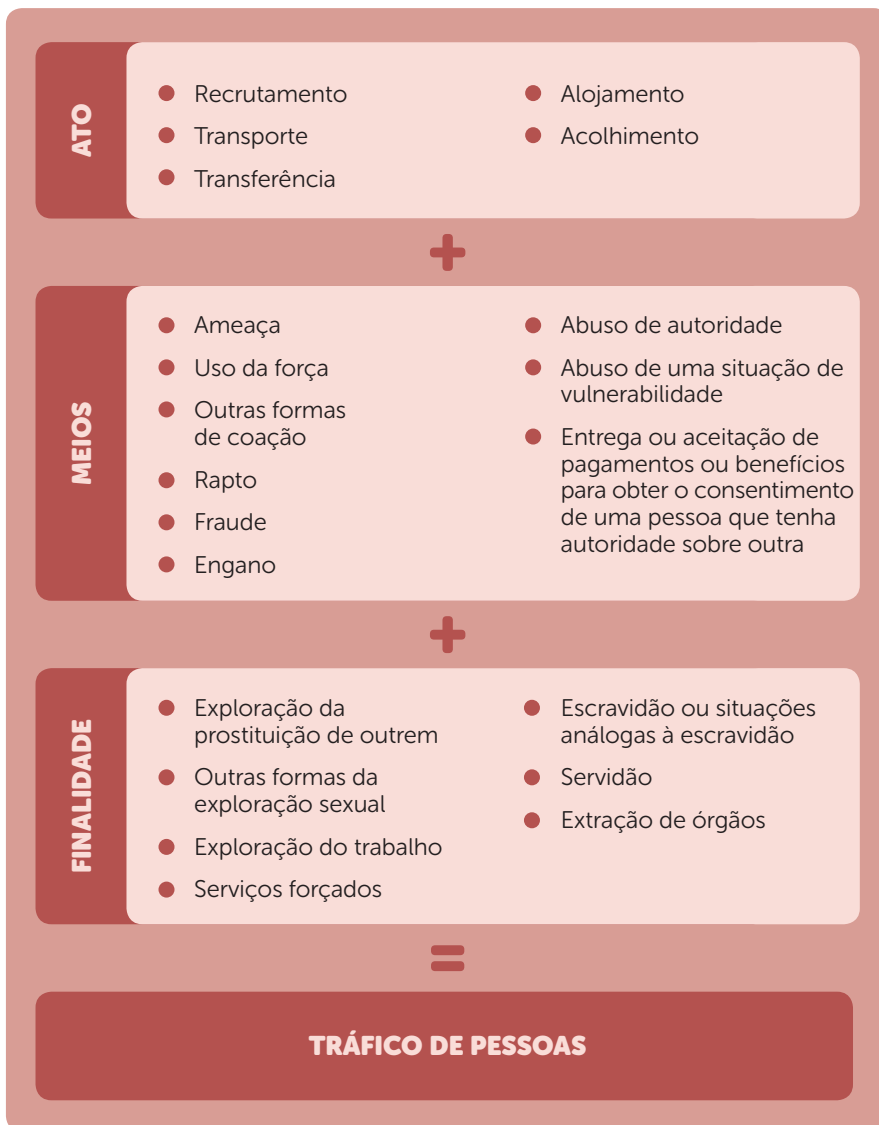 ATO
Recrutamento
Transporte
Transferência
Alojamento
Acolhimento
+
MEIOS
Ameaça
Uso da força
Outras formas
de coação
Rapto
Fraude
Engano
Abuso de autoridade
Abuso de uma situação de
vulnerabilidade
Entrega ou aceitação de
pagamentos ou benefícios
para obter o consentimento
de uma pessoa que tenha
autoridade sobre outra
+
FINALIDADE
Exploração da
prostituição de outrem
Outras formas da
exploração sexual
Exploração do trabalho
Serviços forçados
Escravidão ou situações
análogas à escravidão
Servidão
Extração de órgãos
=
TRÁFICO DE PESSOAS